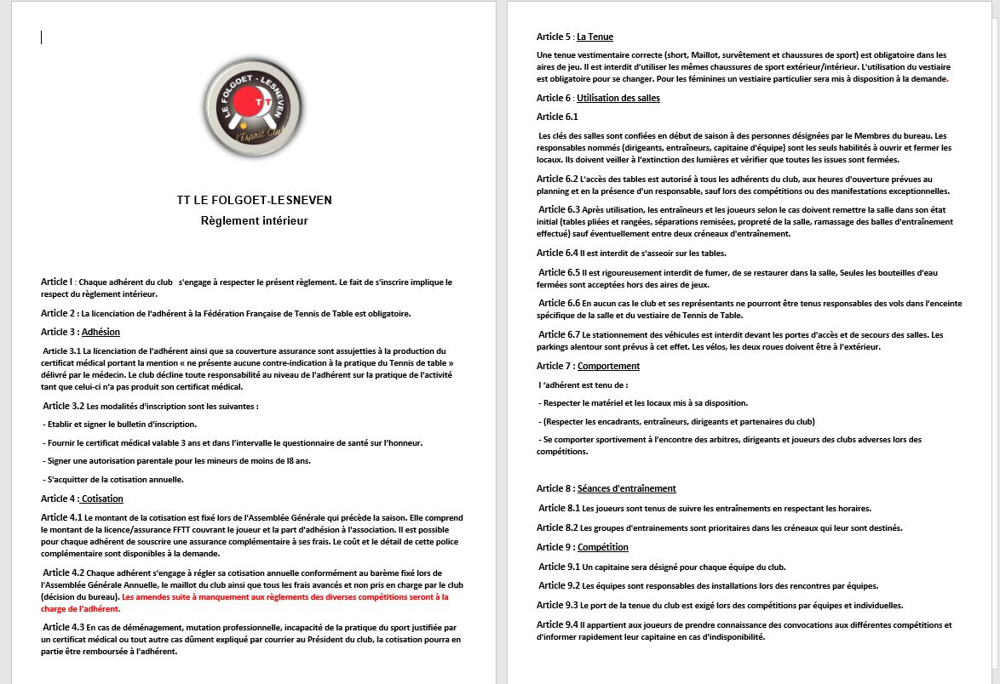 LE FOLGOET - LESNEVEN
TT
l'Esprit Club
TT LE FOLGOET-LESNEVEN
Règlement intérieur
Article I : Chaque adhérent du club s'engage à respecter le présent règlement. Le fait de s'inscrire implique le
respect du règlement intérieur.
Article 2 : La licenciation de l'adhérent à la Fédération Française de Tennis de Table est obligatoire.
Article 3 : Adhésion
Article 3.1 La licenciation de l'adhérent ainsi que sa couverture assurance sont assujetties à la production du
certificat médical portant la mention « ne présente aucune contre-indication à la pratique du Tennis de table »
délivré par le médecin. Le club décline toute responsabilité au niveau de l'adhérent sur la pratique de l'activité
tant que celui-ci n'a pas produit son certificat médical.
Article 3.2 Les modalités d'inscription sont les suivantes :
- Etablir et signer le bulletin d'inscription.
- Fournir le certificat médical valable 3 ans et dans l’intervalle le questionnaire de santé sur l’honneur.
- Signer une autorisation parentale pour les mineurs de moins de l8 ans.
- S'acquitter de la cotisation annuelle.
Article 4 : Cotisation
Article 4.1 Le montant de la cotisation est fixé lors de l'Assemblée Générale qui précède la saison. Elle comprend
le montant de la licence/assurance FFTT couvrant le joueur et la part d'adhésion à l'association. Il est possible
pour chaque adhérent de souscrire une assurance complémentaire à ses frais. Le coût et le détail de cette police
complémentaire sont disponibles à la demande.
Article 4.2 Chaque adhérent s'engage à régler sa cotisation annuelle conformément au barème fixé lors de
l'Assemblée Générale Annuelle, le maillot du club ainsi que tous les frais avancés et non pris en charge par le club
(décision du bureau). Les amendes suite à manquement aux règlements des diverses compétitions seront à la
charge de l’adhérent.
Article 4.3 En cas de déménagement, mutation professionnelle, incapacité de la pratique du sport justifiée par
un certificat médical ou tout autre cas dûment expliqué par courrier au Président du club, la cotisation pourra en
partie être remboursée à l'adhérent.
Article 5 : La Tenue
Une tenue vestimentaire correcte (short, Maillot, survêtement et chaussures de sport) est obligatoire dans les
aires de jeu. Il est interdit d'utiliser les mêmes chaussures de sport extérieur/intérieur. L'utilisation du vestiaire
est obligatoire pour se changer. Pour les féminines un vestiaire particulier sera mis à disposition à la demande.
Article 6 : Utilisation des salles
Article 6.1
Les clés des salles sont confiées en début de saison à des personnes désignées par le Membres du bureau. Les
responsables nommés (dirigeants, entraîneurs, capitaine d'équipe) sont les seuls habilités à ouvrir et fermer les
locaux. Ils doivent veiller à l'extinction des lumières et vérifier que toutes les issues sont fermées.
Article 6.2 L'accès des tables est autorisé à tous les adhérents du club, aux heures d'ouverture prévues au
planning et en la présence d'un responsable, sauf lors des compétitions ou des manifestations exceptionnelles.
Article 6.3 Après utilisation, les entraîneurs et les joueurs selon le cas doivent remettre la salle dans son état
initial (tables pliées et rangées, séparations remisées, propreté de la salle, ramassage des balles d'entraînement
effectué) sauf éventuellement entre deux créneaux d'entraînement.
Article 6.4 Il est interdit de s'asseoir sur les tables.
Article 6.5 Il est rigoureusement interdit de fumer, de se restaurer dans la salle, Seules les bouteilles d'eau
fermées sont acceptées hors des aires de jeux.
Article 6.6 En aucun cas le club et ses représentants ne pourront être tenus responsables des vols dans l'enceinte
spécifique de la salle et du vestiaire de Tennis de Table.
Article 6.7 Le stationnement des véhicules est interdit devant les portes d'accès et de secours des salles. Les
parkings alentour sont prévus à cet effet. Les vélos, les deux roues doivent être à l’extérieur.
Article 7 : Comportement
l ‘adhérent est tenu de :
- Respecter le matériel et les locaux mis à sa disposition.
- (Respecter les encadrants, entraîneurs, dirigeants et partenaires du club)
- Se comporter sportivement à l'encontre des arbitres, dirigeants et joueurs des clubs adverses lors des
compétitions.
Article 8 : Séances d'entraînement
Article 8.1 Les joueurs sont tenus de suivre les entraînements en respectant les horaires.
Article 8.2 Les groupes d'entrainements sont prioritaires dans les créneaux qui leur sont destinés.
Article 9 : Compétition
Article 9.1 Un capitaine sera désigné pour chaque équipe du club.
Article 9.2 Les équipes sont responsables des installations lors des rencontres par équipes.
Article 9.3 Le port de la tenue du club est exigé lors des compétitions par équipes et individuelles.
Article 9.4 Il appartient aux joueurs de prendre connaissance des convocations aux différentes compétitions et
d'informer rapidement leur capitaine en cas d'indisponibilité.